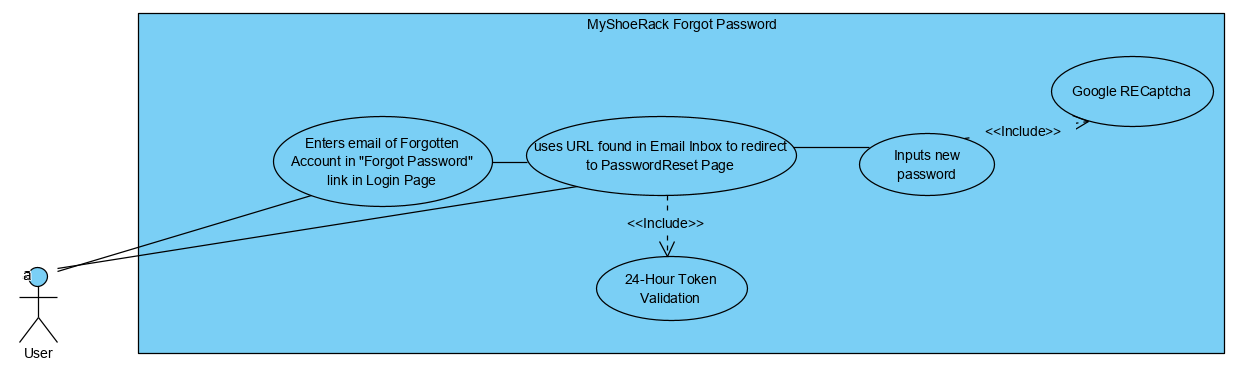 MyShoeRack Forgot Password
Google RECaptcha
<<Include>>
Enters email of Forgotten
Account in "Forgot Password"
link in Login Page
uses URL found in Email Inbox to redirect
to PasswordReset Page
Inputs new
password
<<Include>>
24-Hour Token
Validation
a
User